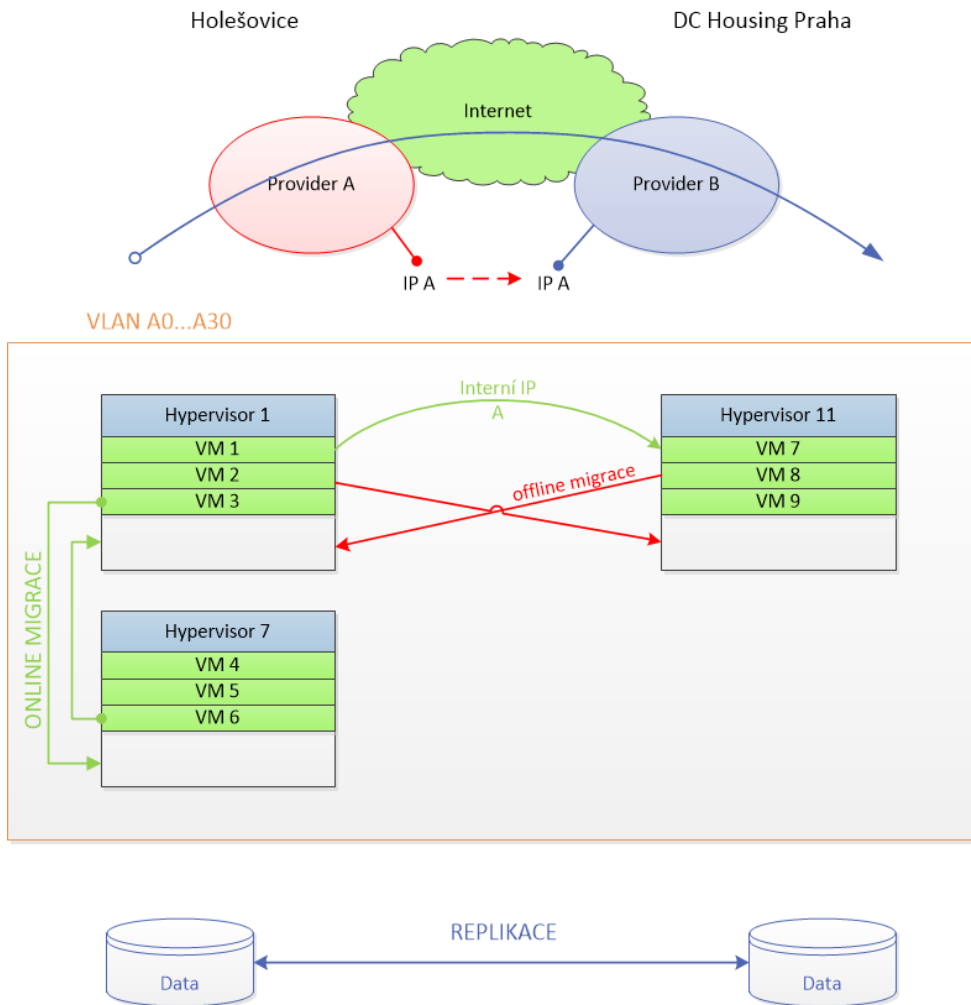 Holešovice
DC Housing Praha
Internet
Provider A
Provider B
IP A
IP A
VLAN A0...A30
Interní IP
A
Hypervisor 1
VM 1
VM 2
VM 3
offline migrace
Hypervisor 11
VM 7
VM 8
VM 9
ONLINE MIGRACE
Hypervisor 7
VM 4
VM 5
VM 6
REPLIKACE
Data
Data